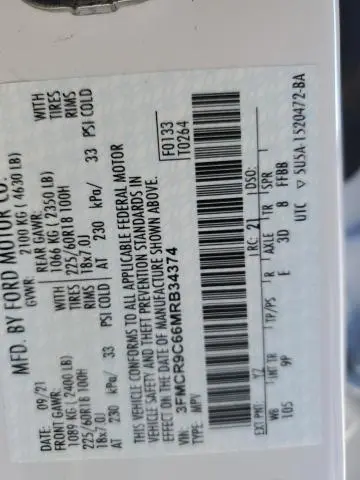 MFD. BY FORD MOTOR CO.
DATE: 09/21 GVWR: 2100 KG ( 4630 LB)
FRONT GAWR: REAR GAWR:
1089 KG ( 2400 LB) WITH 1066 KG ( 2350 LB) WITH
225/60R18 100H TIRES 225/60R18 100H TIRES
18x7.0J RIMS 18x7.0J RIMS
AT 230 kPa/ 33 PSI COLD AT 230 kPa/ 33 PSI COLD
THIS VEHICLE CONFORMS TO ALL APPLICABLE FEDERAL MOTOR
VEHICLE SAFETY AND THEFT PREVENTION STANDARDS IN
EFFECT ON THE DATE OF MANUFACTURE SHOWN ABOVE.
VIN: 3FMCR9C66MRB34374 F0133
TYPE: MPV T0264
EXT PNT: YZ RC: 21 DSO:
WB INT TR TP/PS R AXLE TR SPR
105 9P E 3D 8 FFBB
UTC ▽ 5U5A-1520472-BA